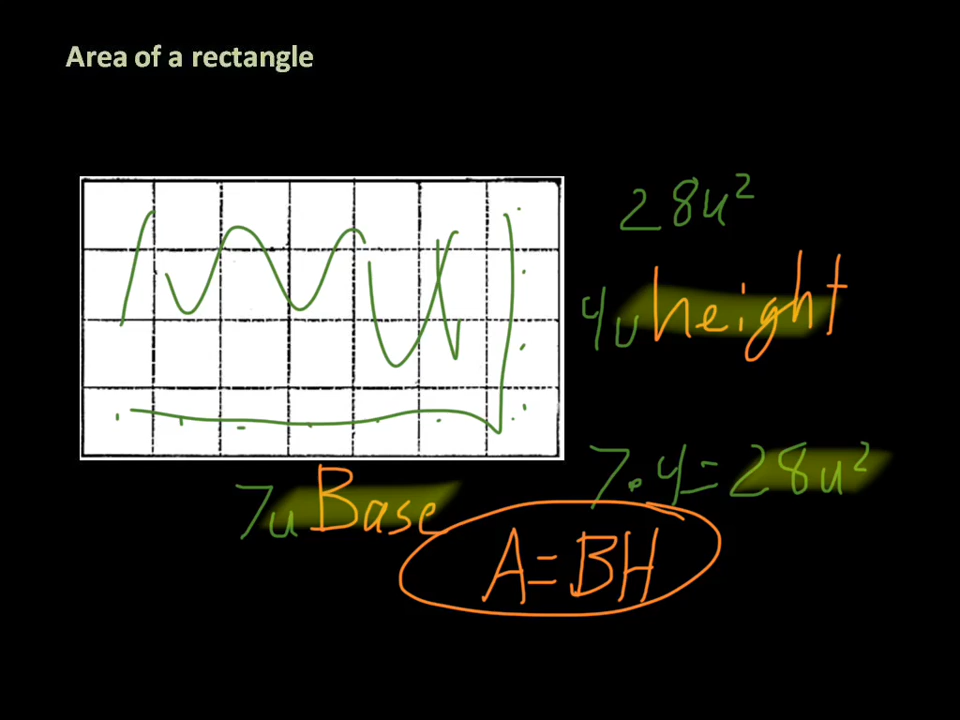 Area of a rectangle
28u²
4u height
7·4=28u²
7u Base
A=BH